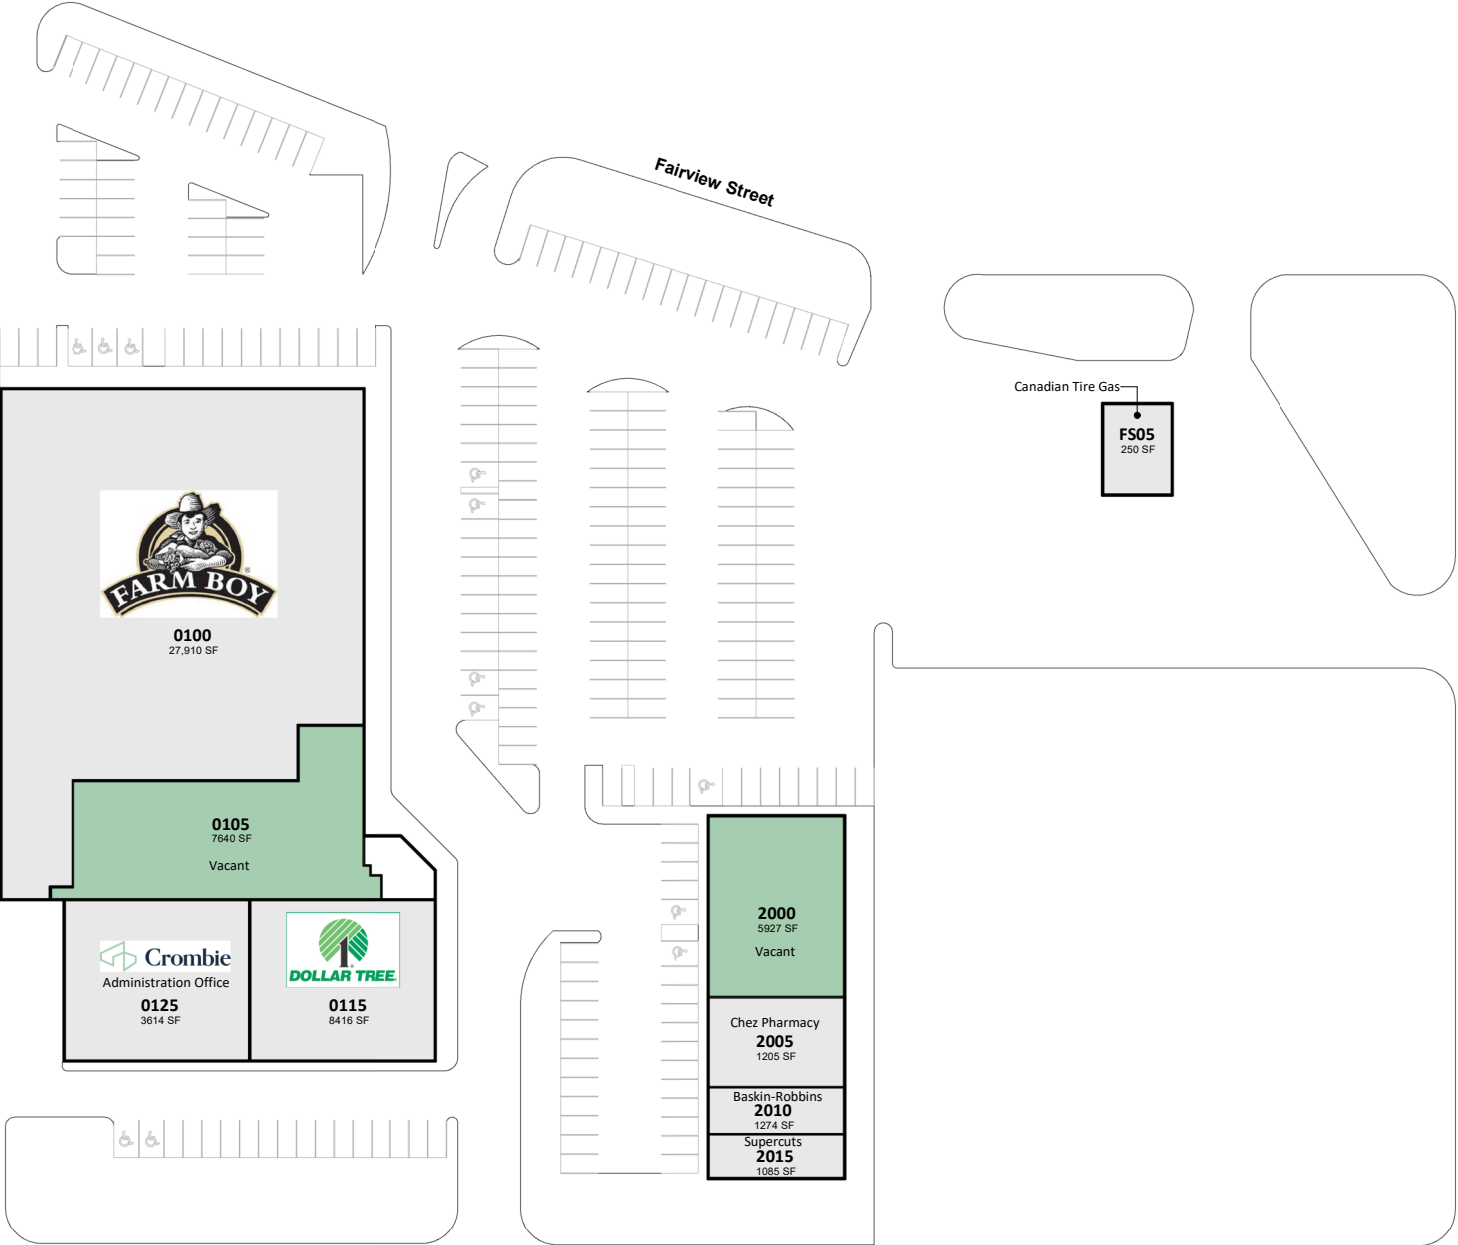 Fairview Street
Canadian Tire Gas
FS05
250 SF
FARM BOY
®
0100
27,910 SF
0105
7640 SF
Vacant
Crombie
Administration Office
0125
3614 SF
1
DOLLAR TREE
0115
8416 SF
2000
5927 SF
Vacant
Chez Pharmacy
2005
1205 SF
Baskin-Robbins
2010
1274 SF
Supercuts
2015
1085 SF